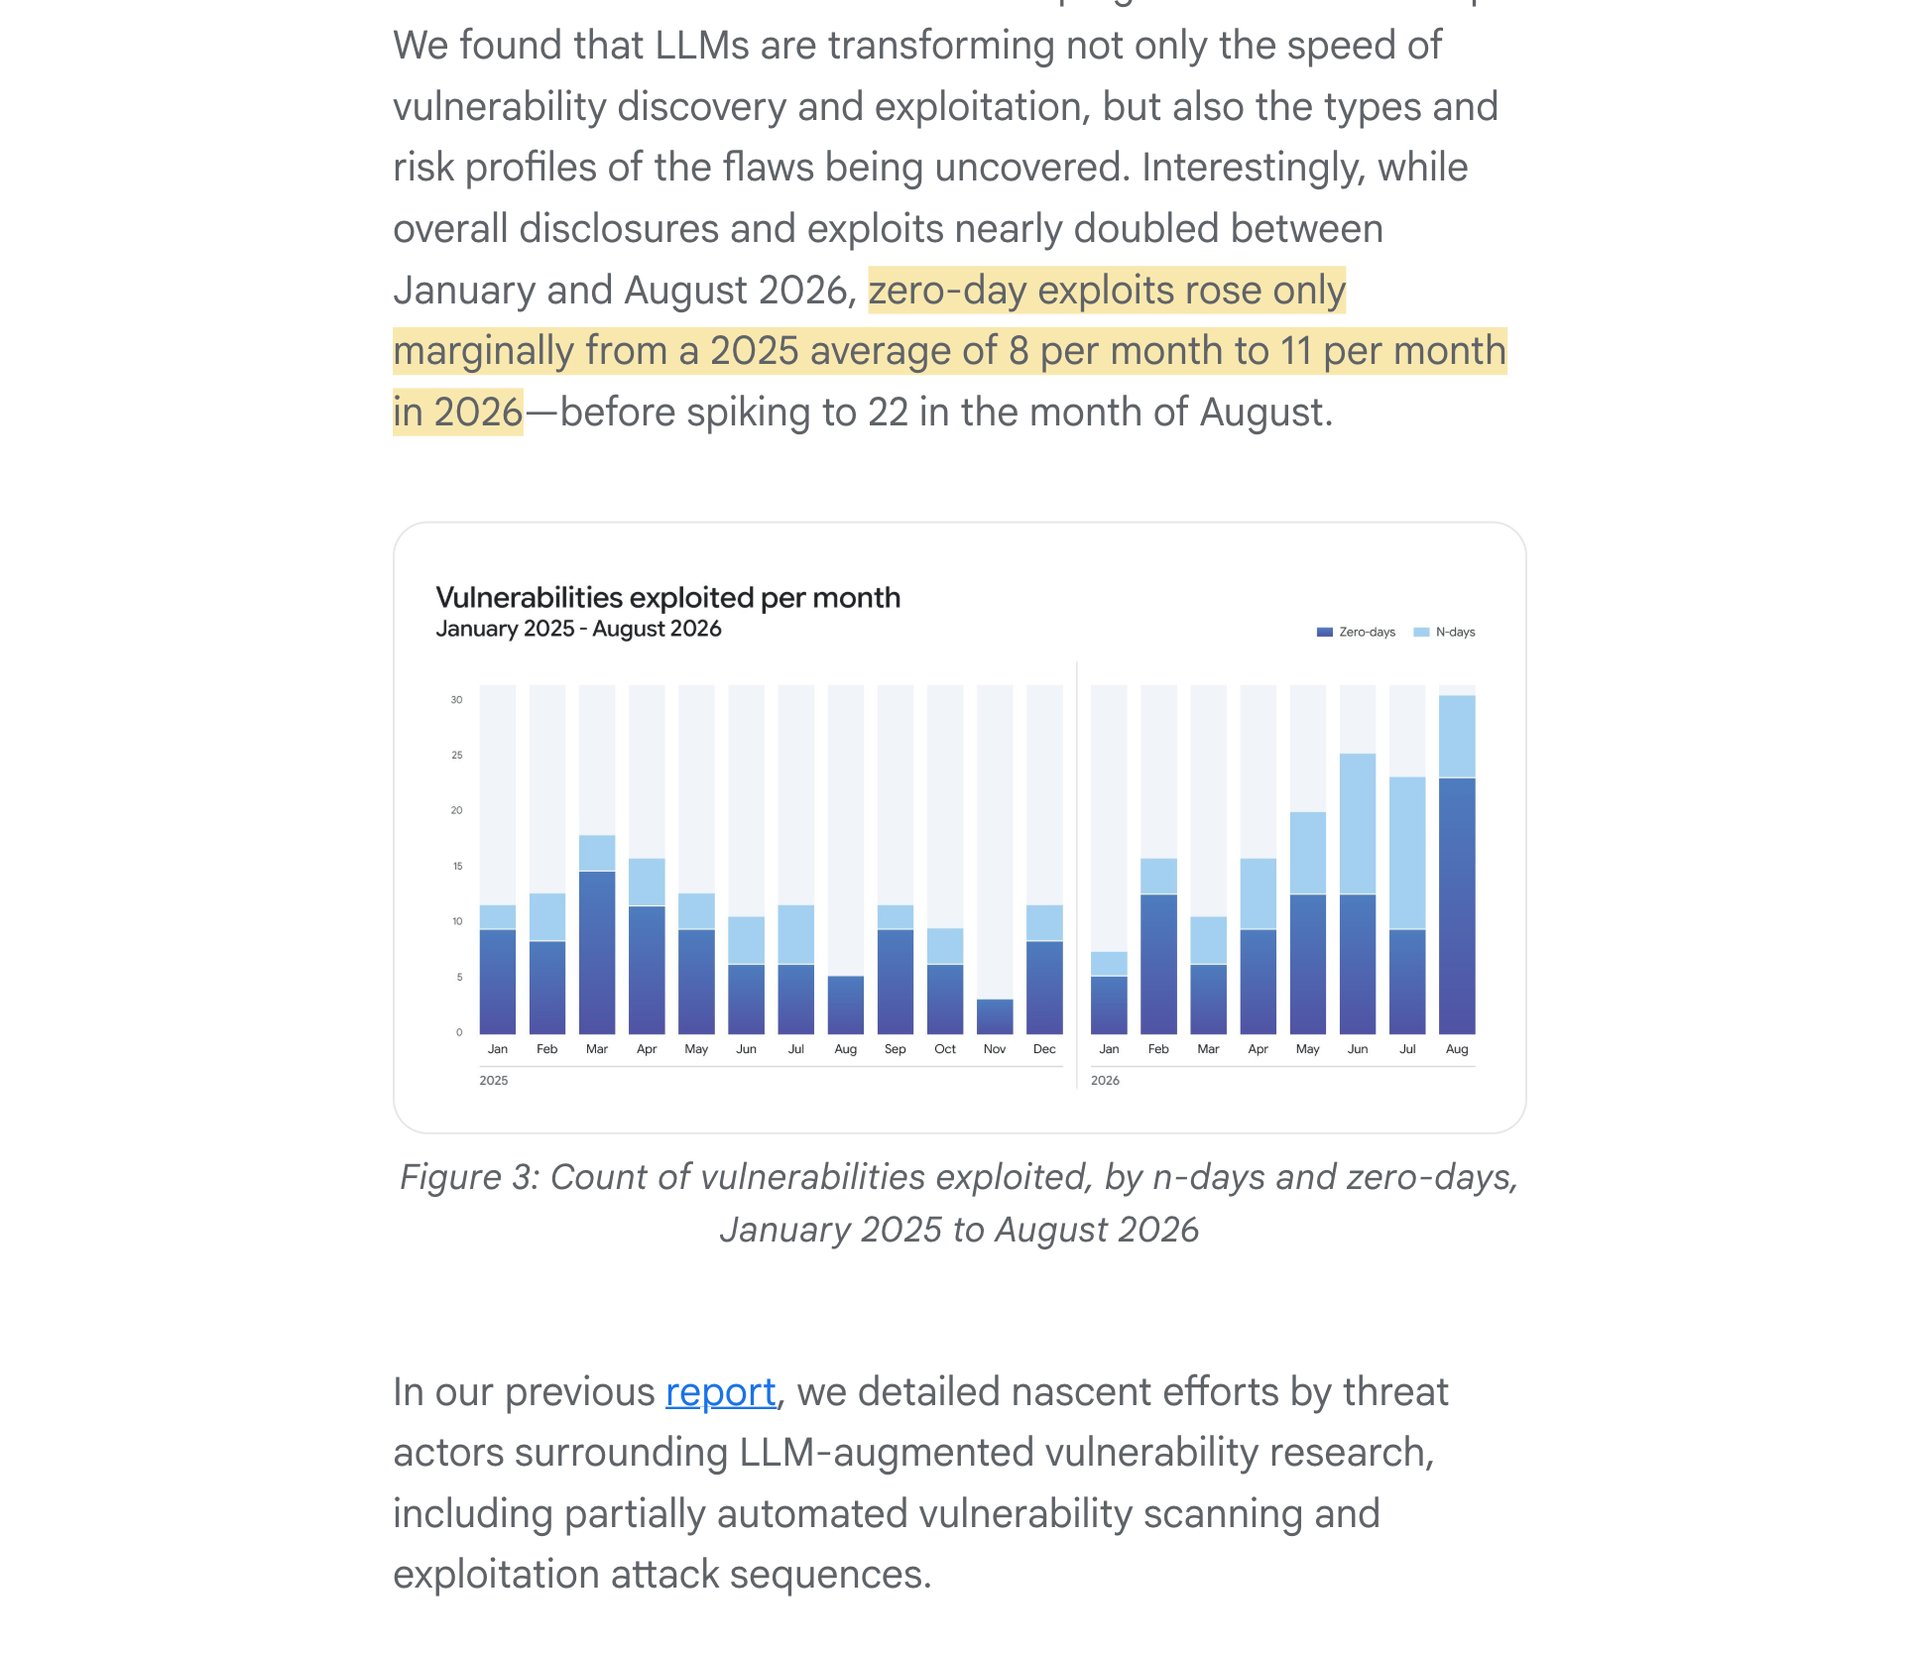 We found that LLMs are transforming not only the speed of
vulnerability discovery and exploitation, but also the types and
risk profiles of the flaws being uncovered. Interestingly, while
overall disclosures and exploits nearly doubled between
January and August 2026, zero-day exploits rose only
marginally from a 2025 average of 8 per month to 11 per month
in 2026—before spiking to 22 in the month of August.
Vulnerabilities exploited per month
January 2025 - August 2026
Zero-days N-days
30
25
20
15
10
5
0
Jan Feb Mar Apr May Jun Jul Aug Sep Oct Nov Dec Jan Feb Mar Apr May Jun Jul Aug
2025 2026
Figure 3: Count of vulnerabilities exploited, by n-days and zero-days,
January 2025 to August 2026
In our previous report, we detailed nascent efforts by threat
actors surrounding LLM-augmented vulnerability research,
including partially automated vulnerability scanning and
exploitation attack sequences.